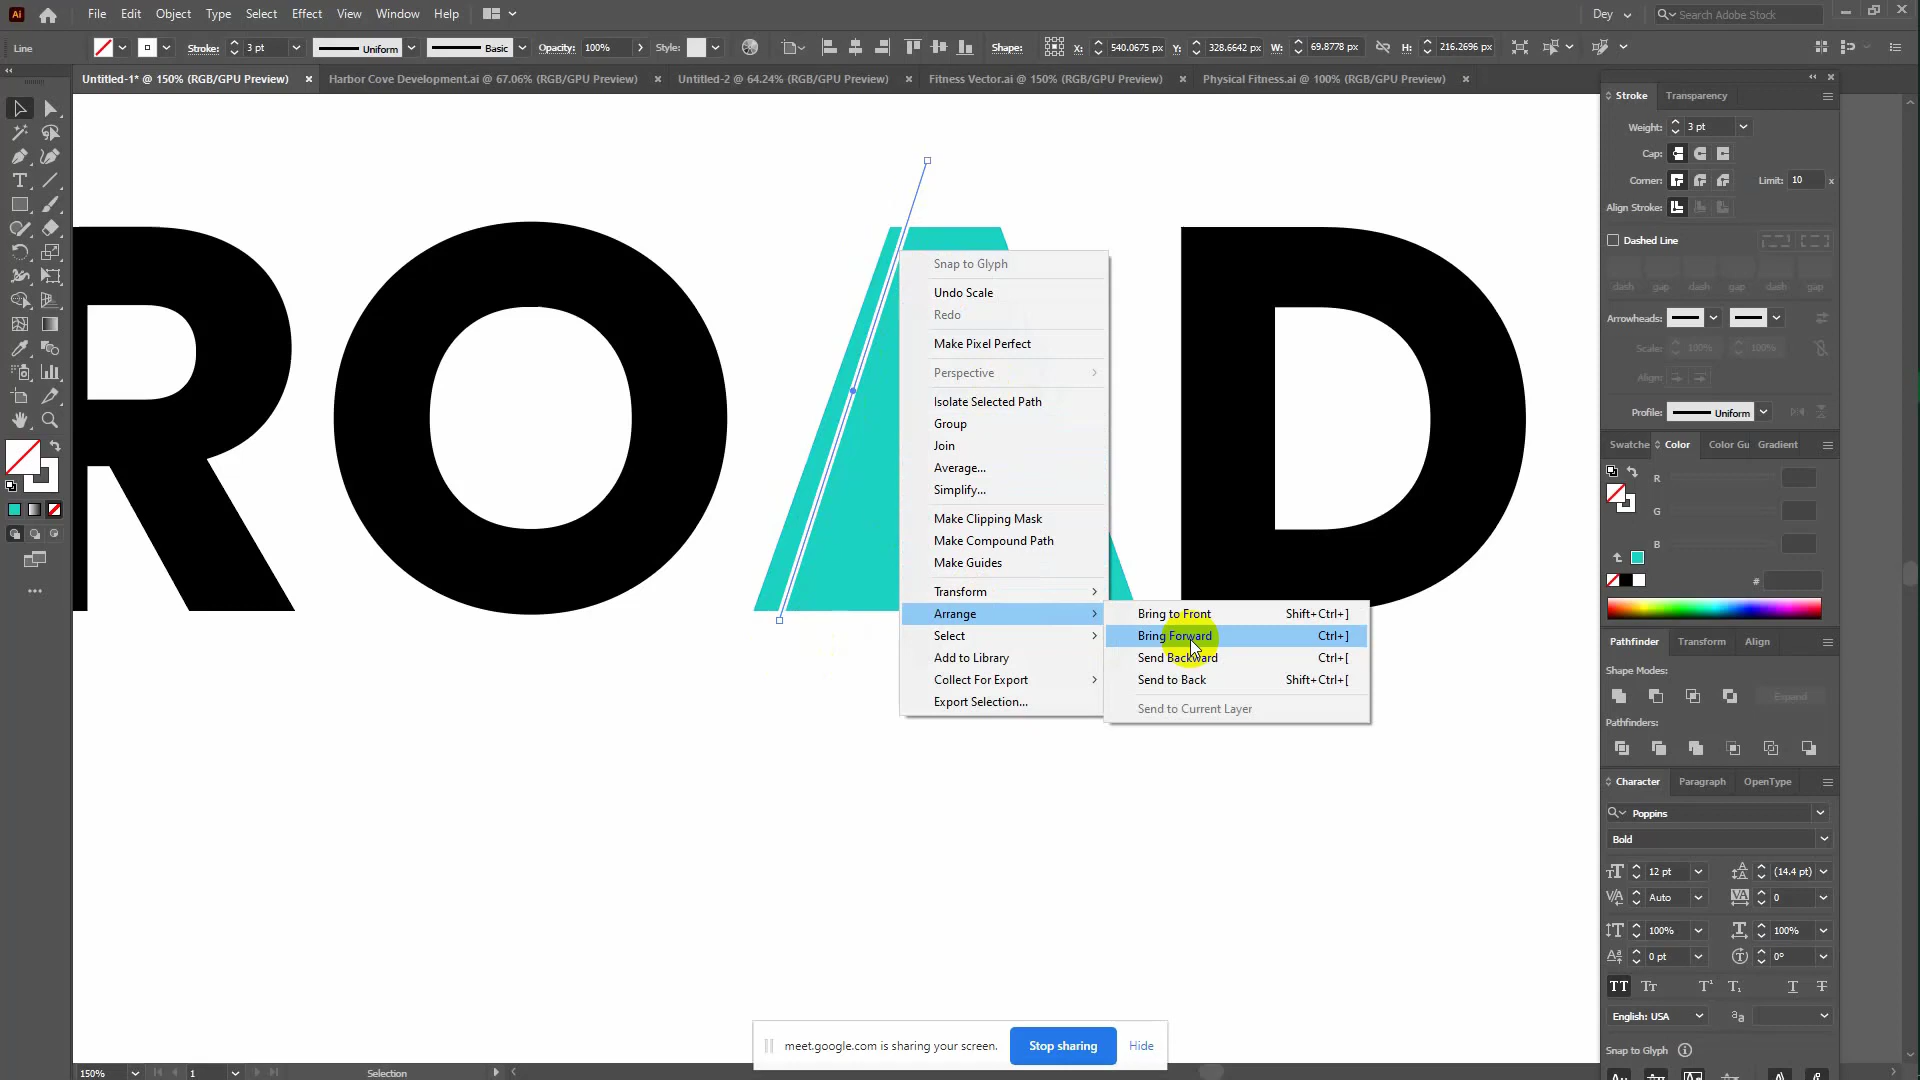 Ai File Edit Object Type Select Effect View Window Help Dey Search Adobe Stock
Line Stroke: 3 pt Uniform Basic Opacity: 100% Style: Shape: X: 540.0675 px Y: 328.6642 px W: 69.8778 px H: 216.2696 px
Untitled-1* @ 150% (RGB/GPU Preview) Harbor Cove Development.ai @ 67.06% (RGB/GPU Preview) Untitled-2 @ 64.24% (RGB/GPU Preview) Fitness Vector.ai @ 150% (RGB/GPU Preview) Physical Fitness.ai @ 100% (RGB/GPU Preview)
ROAD
Snap to Glyph
Undo Scale
Redo
Make Pixel Perfect
Perspective
Isolate Selected Path
Group
Join
Average...
Simplify...
Make Clipping Mask
Make Compound Path
Make Guides
Transform
Arrange
Select
Add to Library
Collect For Export
Export Selection...
Bring to Front Shift+Ctrl+]
Bring Forward Ctrl+]
Send Backward Ctrl+[
Send to Back Shift+Ctrl+[
Send to Current Layer
Stroke Transparency
Weight: 3 pt
Cap:
Corner: Limit: 10 x
Align Stroke:
Dashed Line
dash gap dash gap dash gap
Arrowheads:
Scale: 100% 100%
Align:
Profile: Uniform
Swatche Color Color Gu Gradient
R
G
B
#
Pathfinder Transform Align
Shape Modes:
Expand
Pathfinders:
Character Paragraph OpenType
Poppins
Bold
12 pt (14.4 pt)
Auto 0
100% 100%
0 pt 0°
TT Tr T¹ T₁ T T
English: USA aa
Snap to Glyph
meet.google.com is sharing your screen. Stop sharing Hide
150% 1 Selection